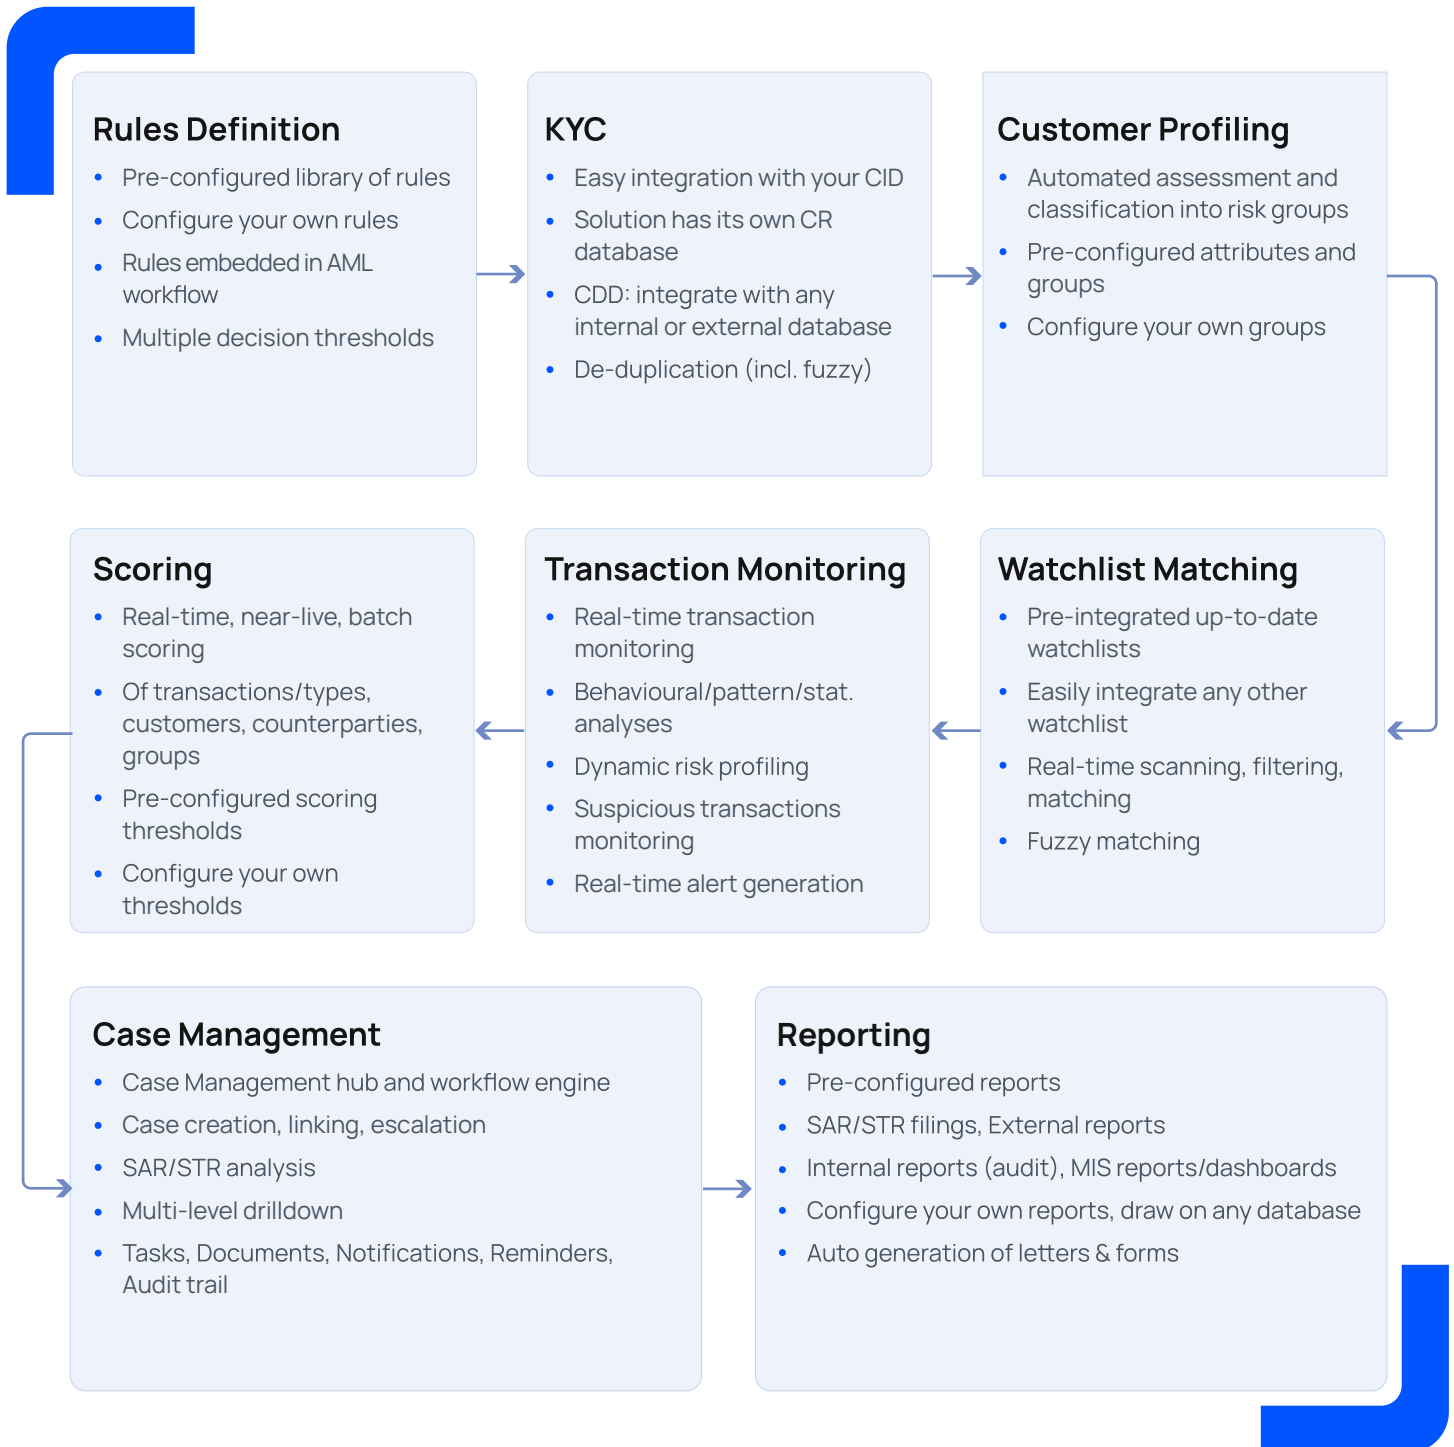 Rules Definition
• Pre-configured library of rules
• Configure your own rules
• Rules embedded in AML
workflow
• Multiple decision thresholds
KYC
• Easy integration with your CID
• Solution has its own CR
database
• CDD: integrate with any
internal or external database
• De-duplication (incl. fuzzy)
Customer Profiling
• Automated assessment and
classification into risk groups
• Pre-configured attributes and
groups
• Configure your own groups
Watchlist Matching
• Pre-integrated up-to-date
watchlists
• Easily integrate any other
watchlist
• Real-time scanning, filtering,
matching
• Fuzzy matching
Transaction Monitoring
• Real-time transaction
monitoring
• Behavioural/pattern/stat.
analyses
• Dynamic risk profiling
• Suspicious transactions
monitoring
• Real-time alert generation
Scoring
• Real-time, near-live, batch
scoring
• Of transactions/types,
customers, counterparties,
groups
• Pre-configured scoring
thresholds
• Configure your own
thresholds
Case Management
• Case Management hub and workflow engine
• Case creation, linking, escalation
• SAR/STR analysis
• Multi-level drilldown
• Tasks, Documents, Notifications, Reminders,
Audit trail
Reporting
• Pre-configured reports
• SAR/STR filings, External reports
• Internal reports (audit), MIS reports/dashboards
• Configure your own reports, draw on any database
• Auto generation of letters & forms